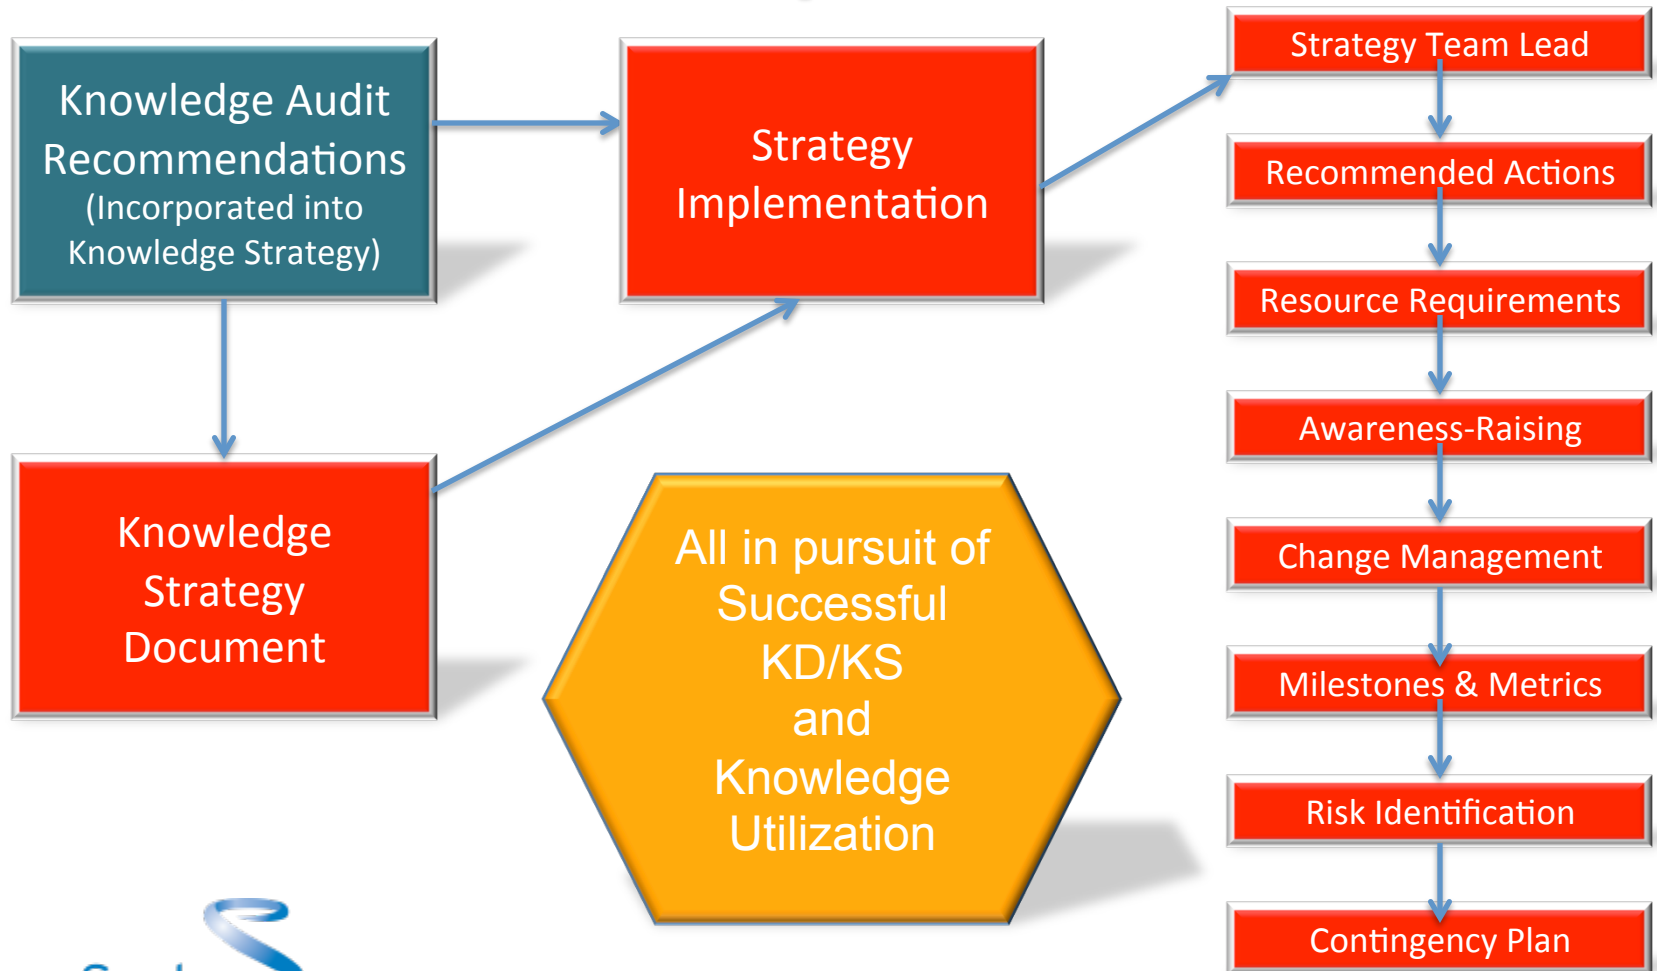 Knowledge Audit
Recommendations
(Incorporated into
Knowledge Strategy)
Strategy
Implementation
Knowledge
Strategy
Document
All in pursuit of
Successful
KD/KS
and
Knowledge
Utilization
Strategy Team Lead
Recommended Actions
Resource Requirements
Awareness-Raising
Change Management
Milestones & Metrics
Risk Identification
Contingency Plan